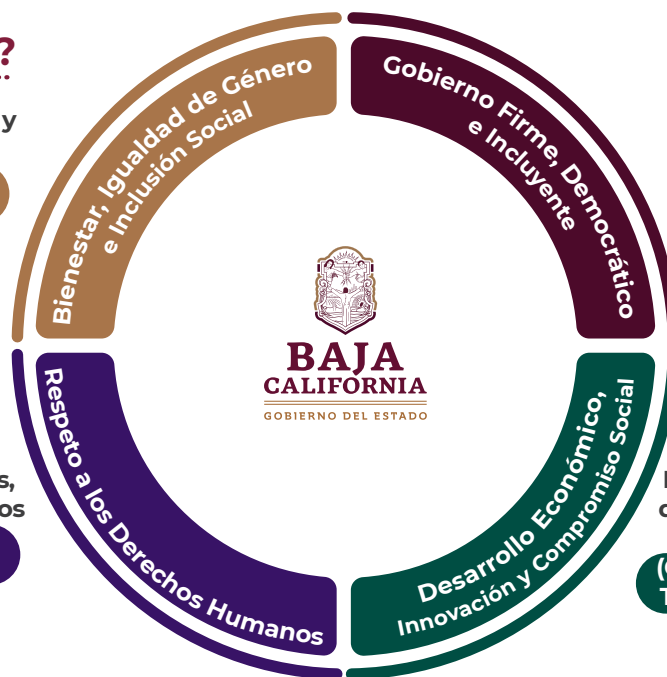 ?
y
Bienestar, Igualdad de Género
e Inclusión Social
Gobierno Firme, Democrático
e Incluyente
BAJA
CALIFORNIA
GOBIERNO DEL ESTADO
Respeto a los Derechos Humanos
Desarrollo Económico,
Innovación y Compromiso Social
s,
os